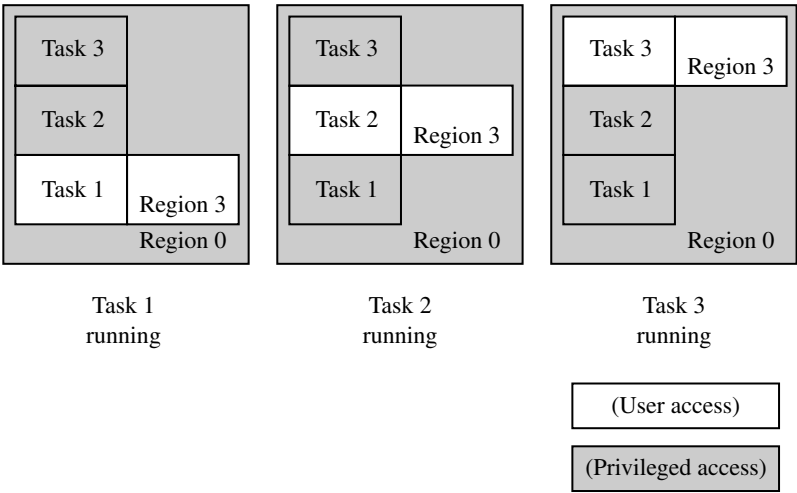 Task 3
Task 2
Task 1
Region 3
Region 0
Task 1
running
Task 3
Task 2
Region 3
Task 1
Region 0
Task 2
running
Task 3
Region 3
Task 2
Task 1
Region 0
Task 3
running
(User access)
(Privileged access)